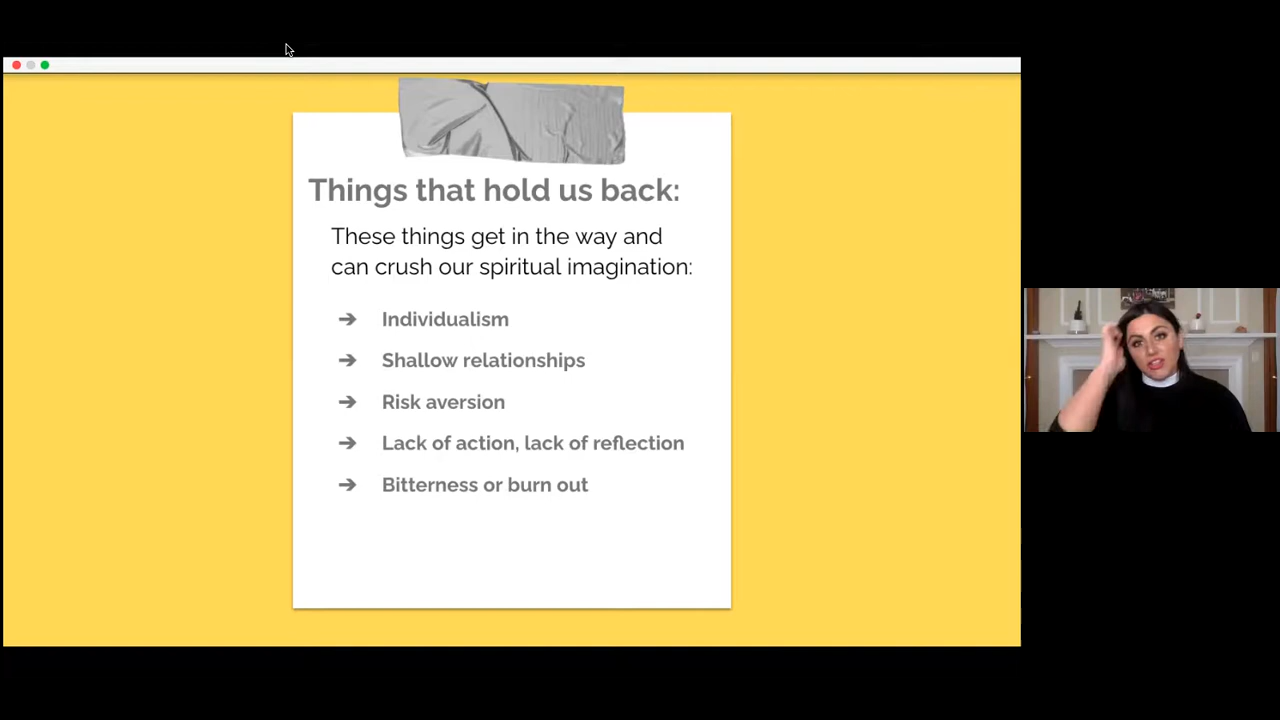 Things that hold us back:
These things get in the way and
can crush our spiritual imagination:
➔ Individualism
➔ Shallow relationships
➔ Risk aversion
➔ Lack of action, lack of reflection
➔ Bitterness or burn out